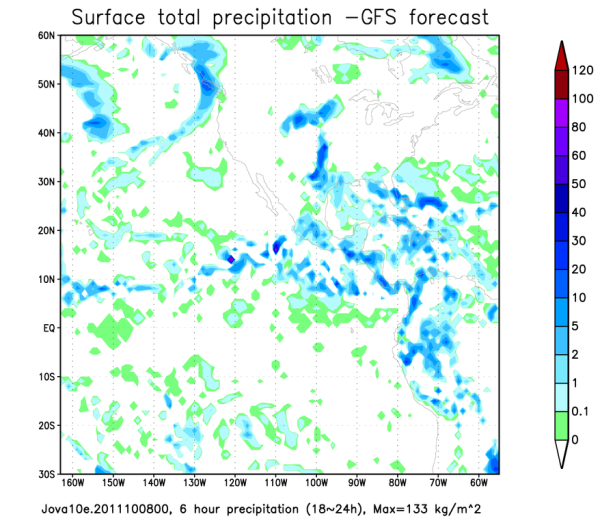 Surface total precipitation −GFS forecast
60N
50N
40N
30N
20N
10N
EQ
10S
20S
30S
160W 150W 140W 130W 120W 110W 100W 90W 80W 70W 60W
120
100
80
70
60
50
40
30
20
10
5
2
1
0.1
0
Jova10e.2011100800, 6 hour precipitation (18~24h), Max=133 kg/m^2